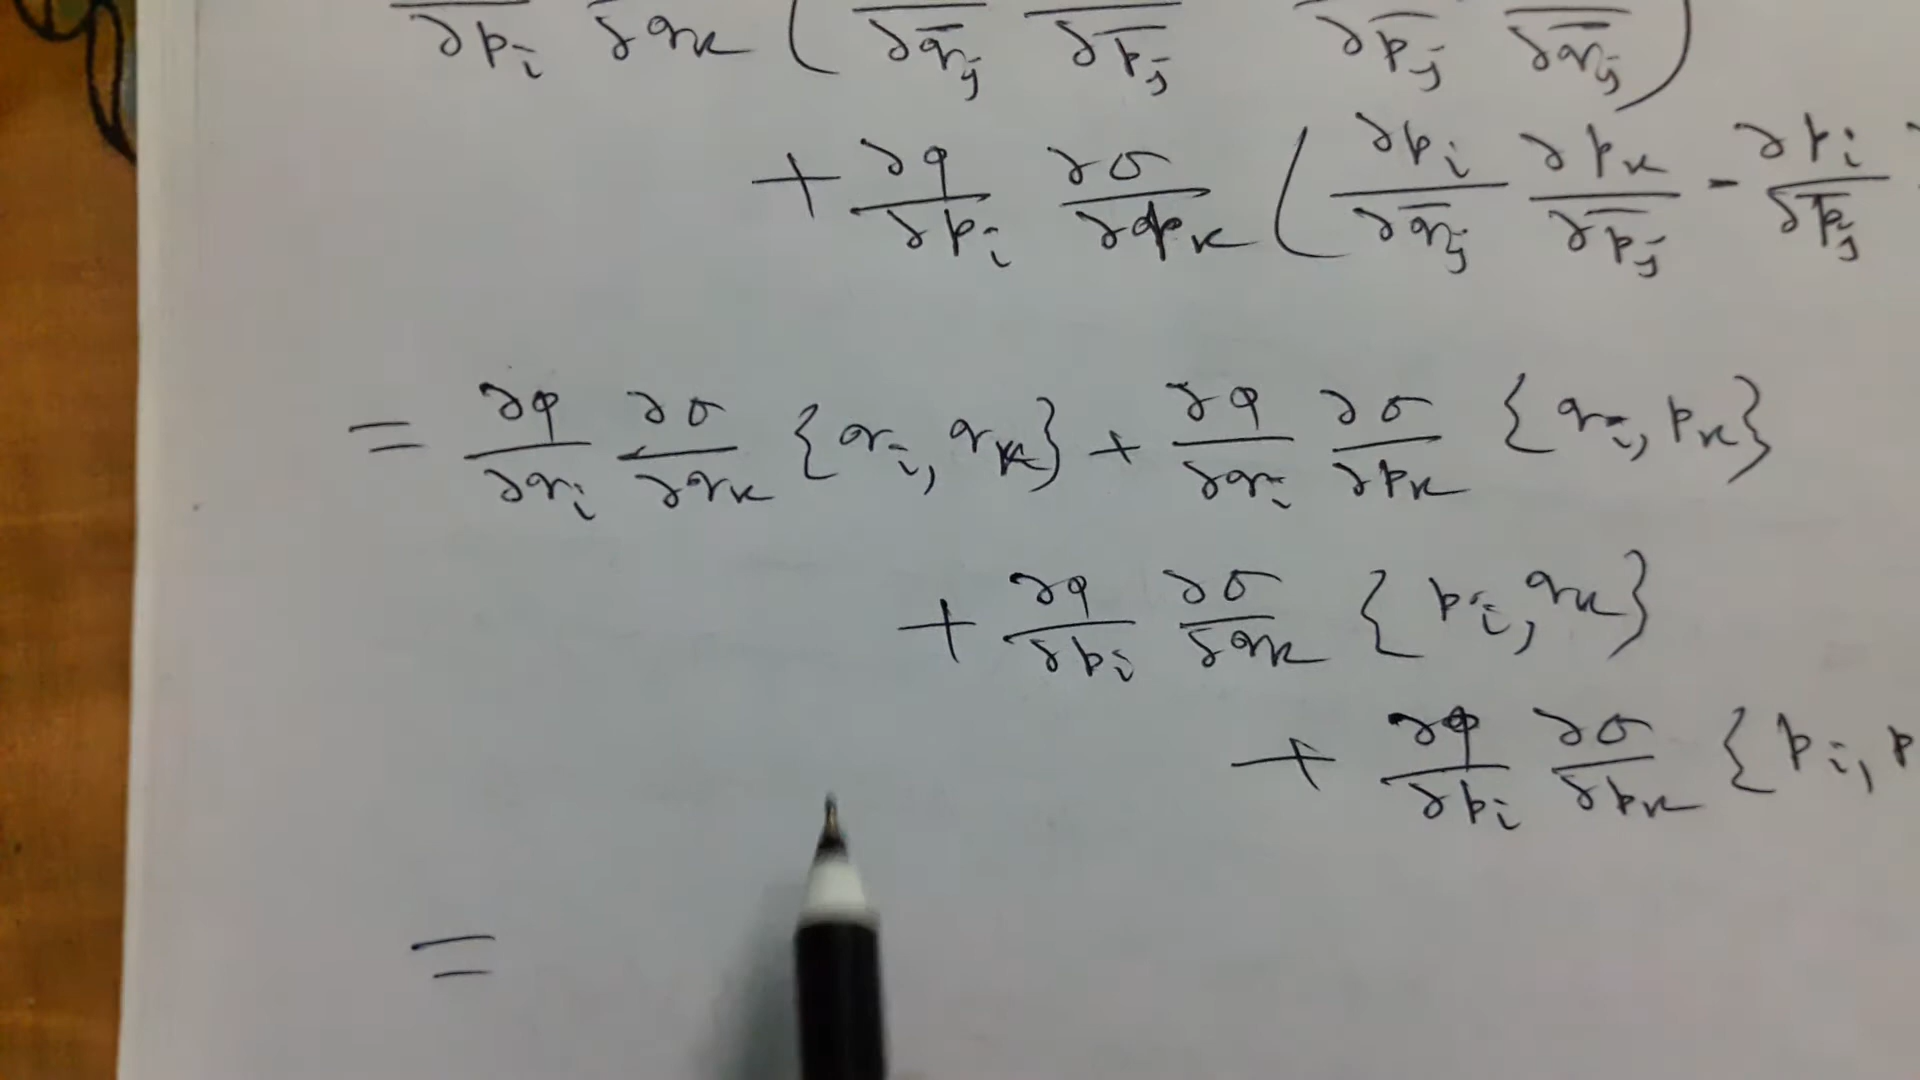 ∂p_i ∂q_k ( ∂q̄_j ∂p̄_j ∂p̄_j ∂q̄_j )
+ ∂φ/∂p_i ∂σ/∂p_k ( ∂p_i/∂q̄_j ∂p_k/∂p̄_j - ∂p_i/∂p̄_j
= ∂φ/∂q_i ∂σ/∂q_k {q_i, q_k} + ∂φ/∂q_i ∂σ/∂p_k {q_i, p_k}
+ ∂φ/∂p_i ∂σ/∂q_k {p_i, q_k}
+ ∂φ/∂p_i ∂σ/∂p_k {p_i, p
=